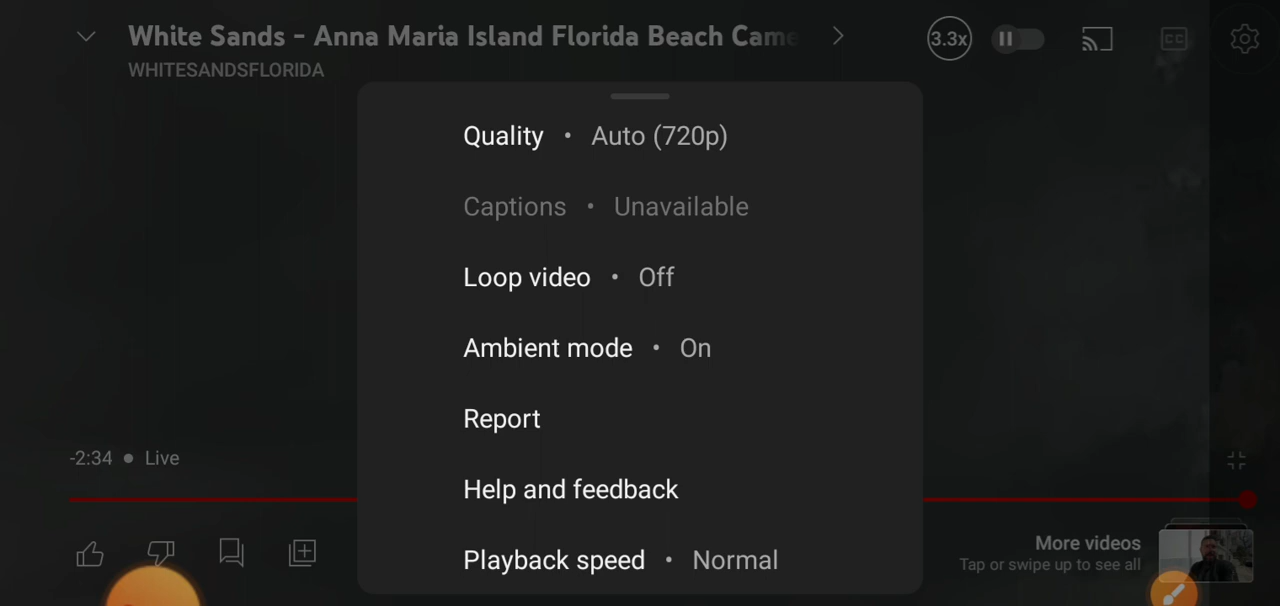 White Sands - Anna Maria Island Florida Beach Came
3.3x
CC
WHITESANDSFLORIDA
Quality • Auto (720p)
Captions • Unavailable
Loop video • Off
Ambient mode • On
Report
-2:34 • Live
Help and feedback
Playback speed • Normal
More videos
Tap or swipe up to see all